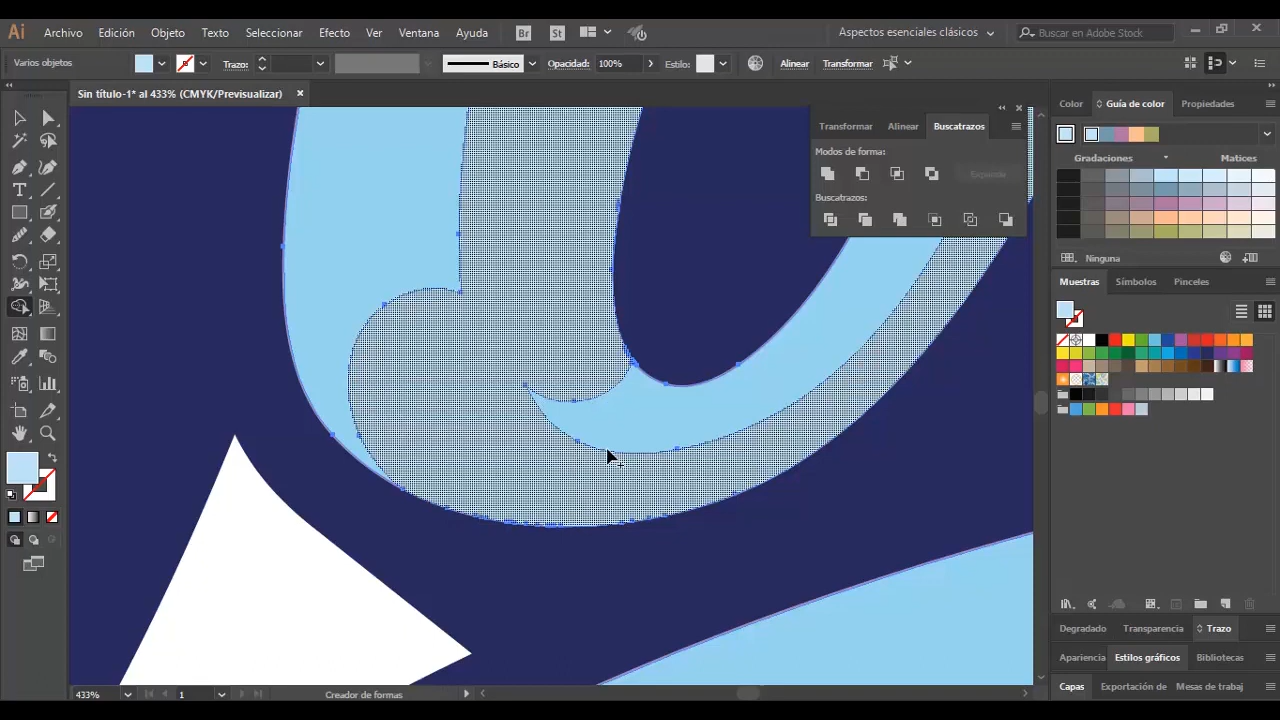 Ai Archivo Edición Objeto Texto Seleccionar Efecto Ver Ventana Ayuda Br St Aspectos esenciales clásicos Buscar en Adobe Stock
Varios objetos Trazo: Básico Opacidad: 100% Estilo: Alinear Transformar
Sin título-1* al 433% (CMYK/Previsualizar)
Color Guía de color Propiedades
Transformar Alinear Buscatrazos
Modos de forma:
Expandir
Buscatrazos:
Gradaciones Matices
Ninguna
Muestras Símbolos Pinceles
Degradado Transparencia Trazo
Apariencia Estilos gráficos Bibliotecas
Capas Exportación de Mesas de trabaj
433% 1 Creador de formas